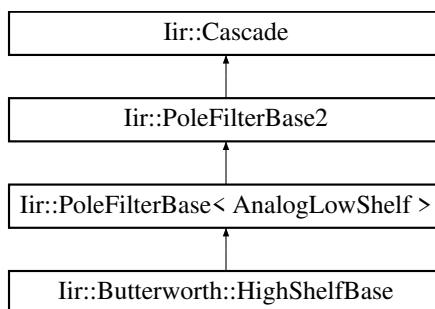 Iir::Cascade
Iir::PoleFilterBase2
Iir::PoleFilterBase< AnalogLowShelf >
Iir::Butterworth::HighShelfBase